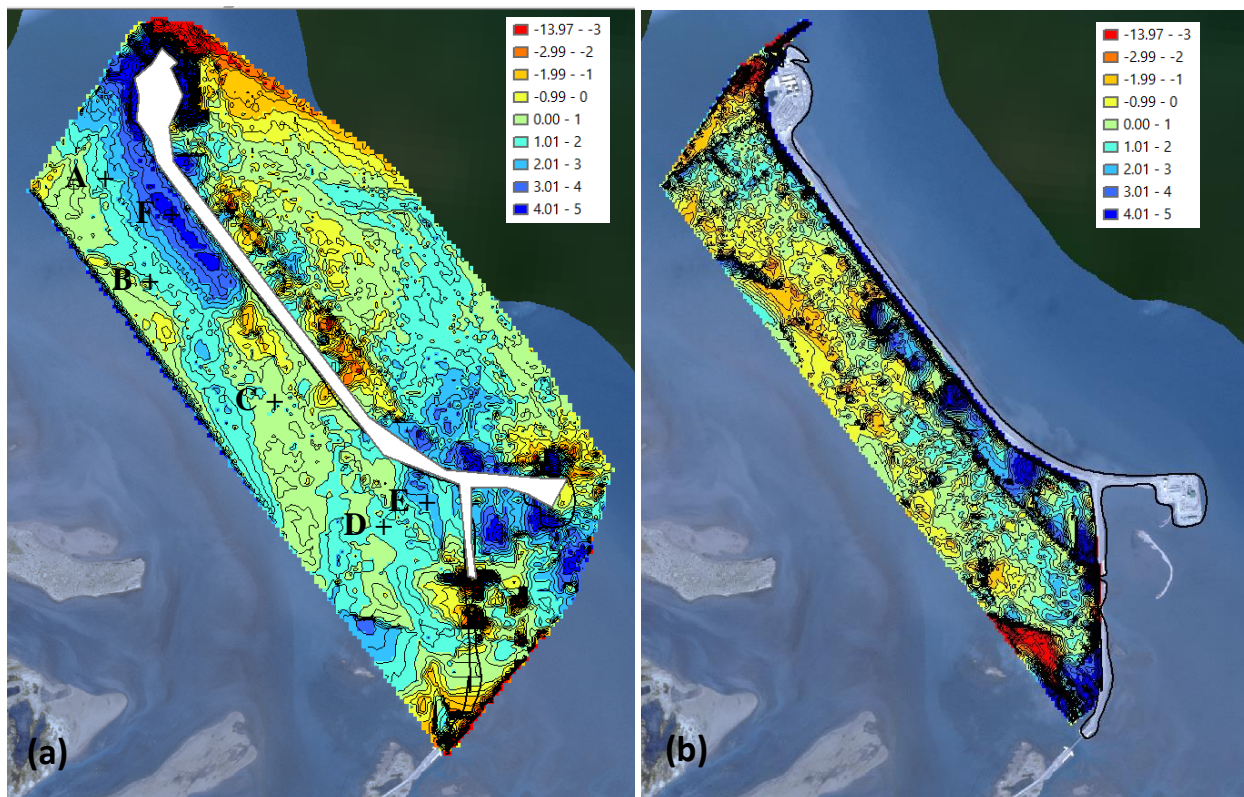 -13.97 - -3
-2.99 - -2
-1.99 - -1
-0.99 - 0
0.00 - 1
1.01 - 2
2.01 - 3
3.01 - 4
4.01 - 5
A +
F +
B +
C +
E +
D +
(a)
-13.97 - -3
-2.99 - -2
-1.99 - -1
-0.99 - 0
0.00 - 1
1.01 - 2
2.01 - 3
3.01 - 4
4.01 - 5
(b)